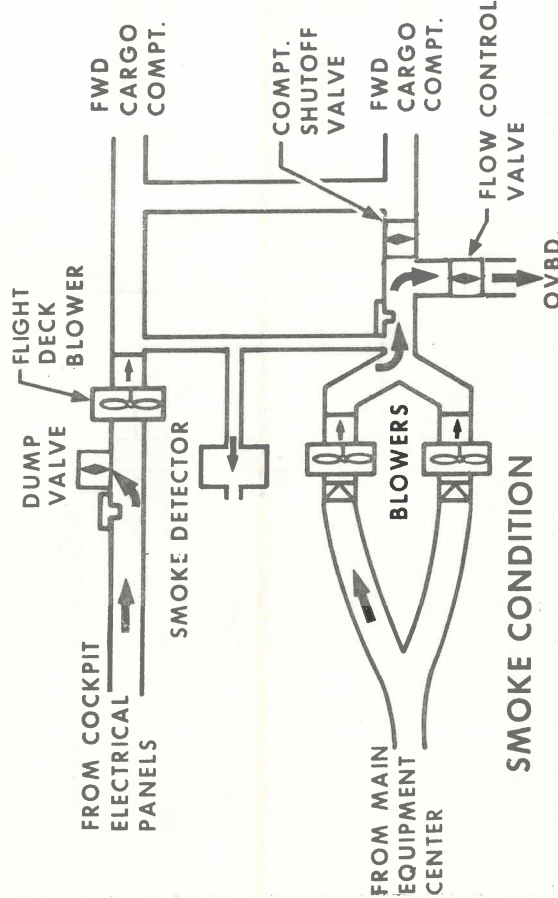 FWD
CARGO
COMPT.
FLIGHT
DECK
BLOWER
DUMP
VALVE
FROM COCKPIT
ELECTRICAL
PANELS
SMOKE DETECTOR
COMPT.
SHUTOFF
VALVE
FWD
CARGO
COMPT.
FLOW CONTROL
VALVE
OVBD.
BLOWERS
FROM MAIN
EQUIPMENT
CENTER
SMOKE CONDITION